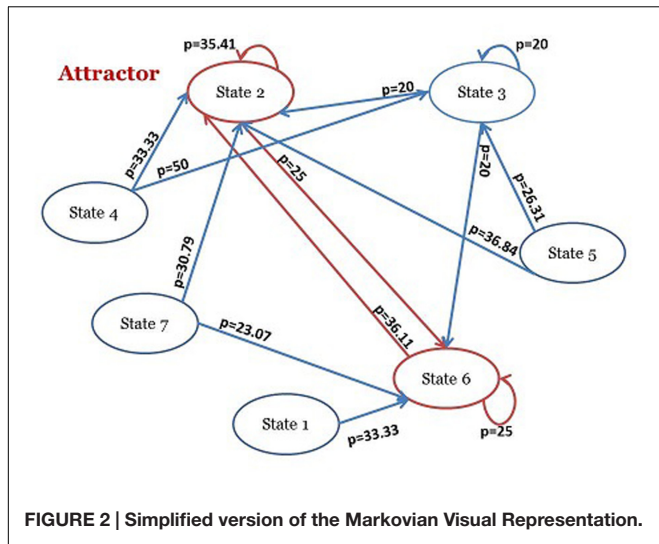 p=35.41
p=20
Attractor
State 2
State 3
p=20
p=33.33
p=50
p=25
p=20
p=26.31
State 4
p=36.84
State 5
p=30.79
State 7
p=23.07
p=36.11
State 6
State 1
p=33.33
p=25
FIGURE 2 | Simplified version of the Markovian Visual Representation.